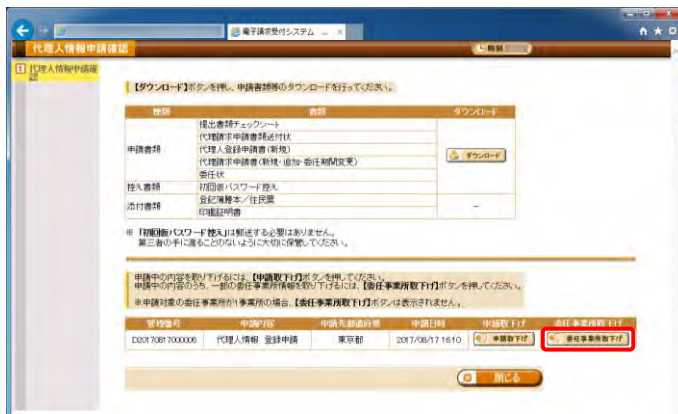 電子請求受付システム
代理人情報申請確認
時刻
1 代理人情報申請確認
【ダウンロード】ボタンを押し、申請書類等のダウンロードを行ってください。
種類 書類 ダウンロード
申請書類
提出書類チェックシート
代理請求申請書類送付状
代理人登録申請書(新規)
代理請求申請書(新規・追加・委任期間変更)
委任状
ダウンロード
控え書類 初回仮パスワード控え
添付書類
登記簿謄本/住民票
印鑑証明書
－
※ 「初回仮パスワード控え」は郵送する必要はありません。
第三者の手に渡ることのないように大切に保管してください。
申請中の内容を取り下げるには、【申請取下げ】ボタンを押してください。
申請中の内容のうち、一部の委任事業所情報を取り下げるには、【委任事業所取下げ】ボタンを押してください。
※申請対象の委任事業所が1事業所の場合、【委任事業所取下げ】ボタンは表示されません。
管理番号 申請内容 申請先都道府県 申請日時 申請取下げ 委任事業所取下げ
D20170817000006 代理人情報 登録申請 東京都 2017/08/17 16:10 申請取下げ 委任事業所取下げ
閉じる